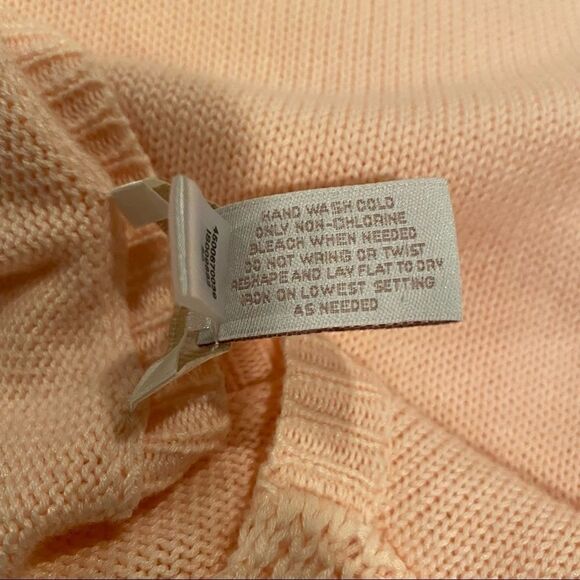 HAND WASH COLD
ONLY NON-CHLORINE
BLEACH WHEN NEEDED
DO NOT WRING OR TWIST
RESHAPE AND LAY FLAT TO DRY
IRON ON LOWEST SETTING
AS NEEDED